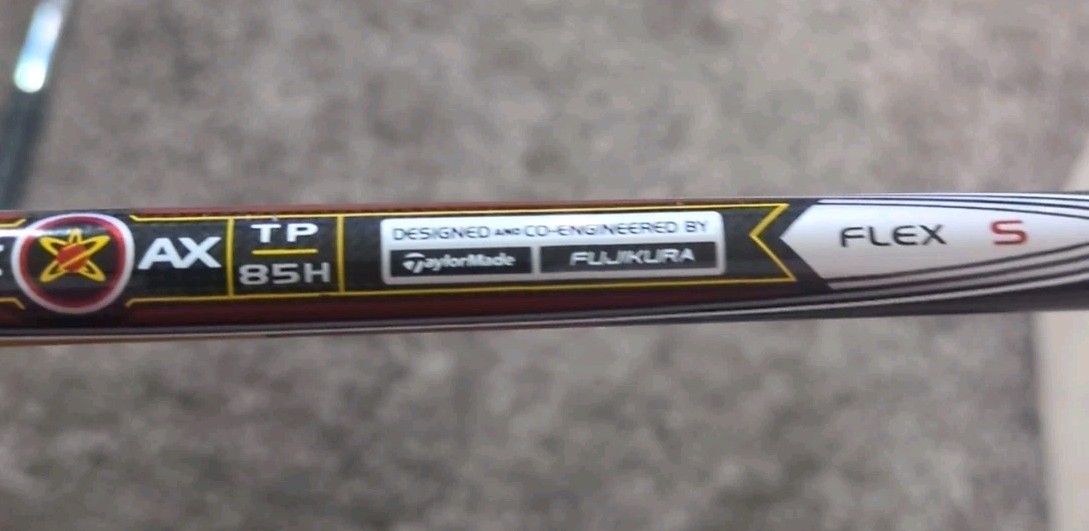 AX
TP
85H
DESIGNED AND CO-ENGINEERED BY
TaylorMade FUJIKURA
FLEX S